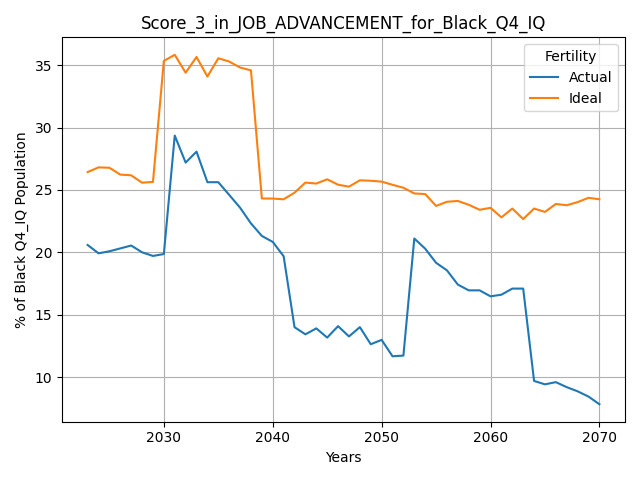 Score_3_in_JOB_ADVANCEMENT_for_Black_Q4_IQ
Fertility
Actual
Ideal
% of Black Q4_IQ Population
35
30
25
20
15
10
2030 2040 2050 2060 2070
Years